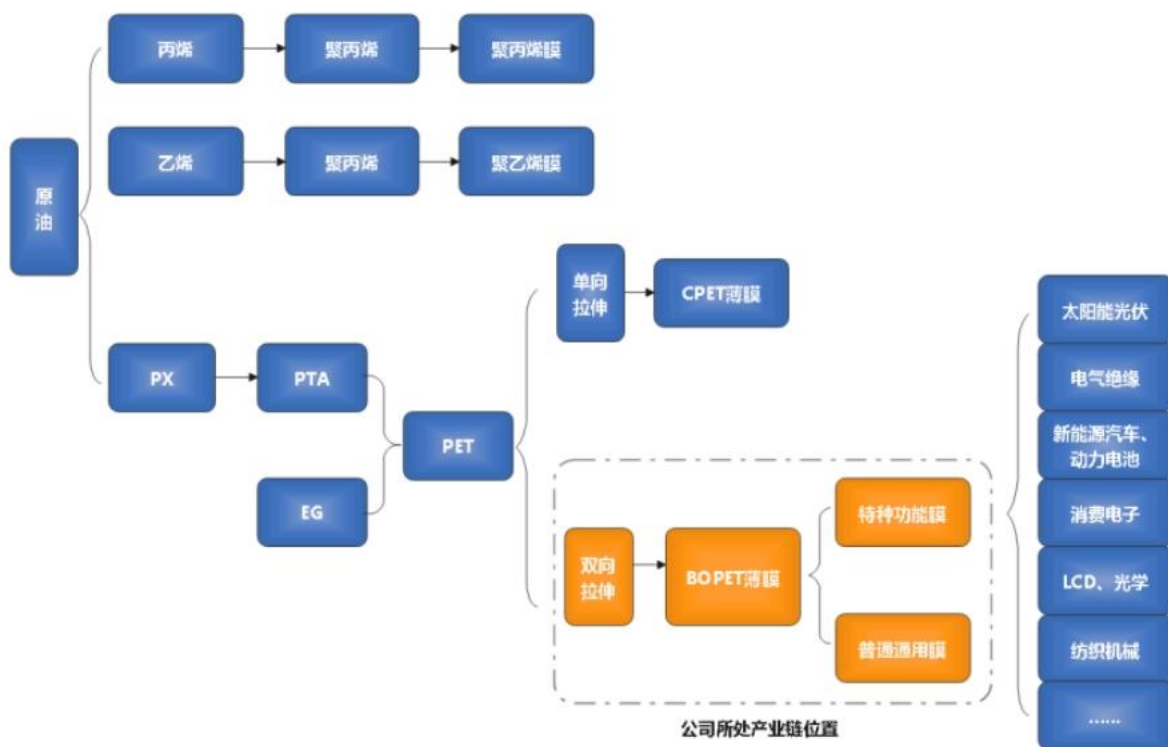 丙烯
聚丙烯
聚丙烯膜
乙烯
聚丙烯
聚乙烯膜
原
油
单向
拉伸
CPET薄膜
PX
PTA
EG
PET
双向
拉伸
BOPET薄膜
特种功能膜
普通通用膜
公司所处产业链位置
太阳能光伏
电气绝缘
新能源汽车、
动力电池
消费电子
LCD、光学
纺织机械
……